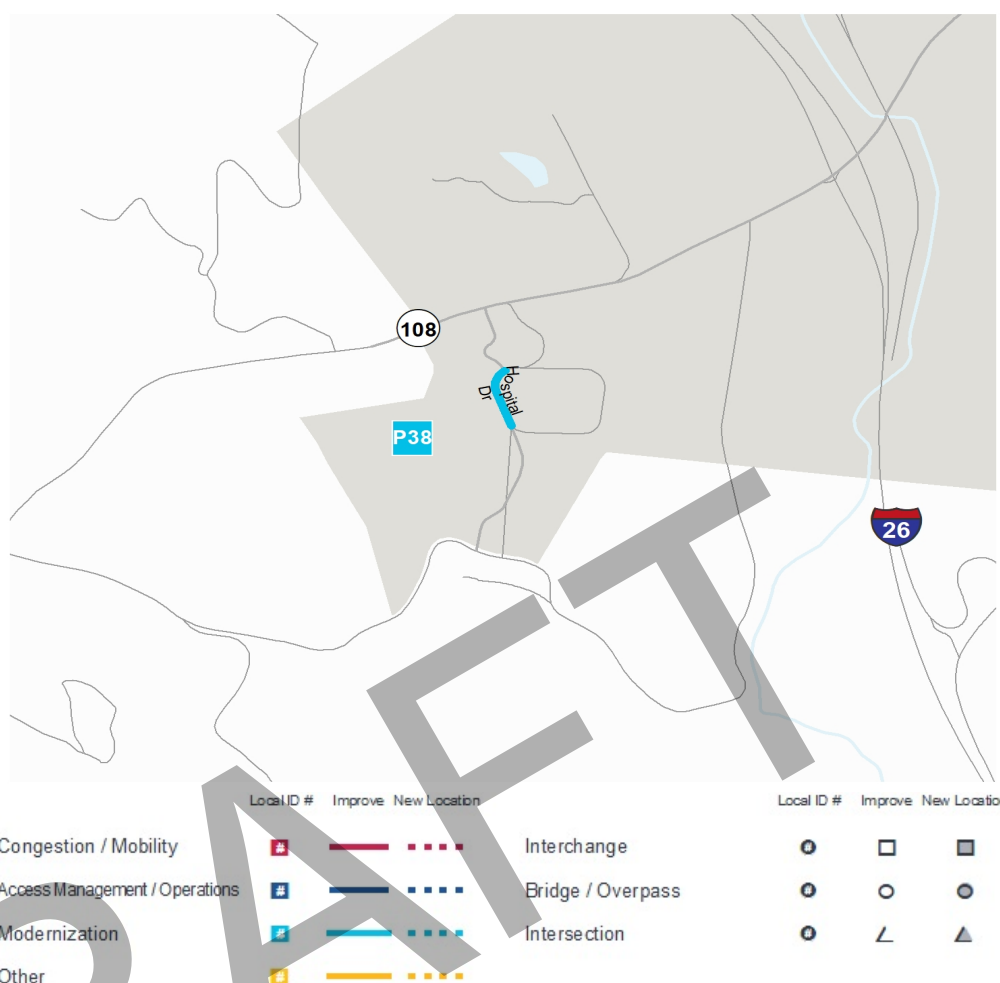 108
Hospital
Dr
P38
26
DRAFT
Local ID # Improve New Location Local ID # Improve New Locatio
Congestion / Mobility # Interchange #
Access Management / Operations # Bridge / Overpass #
Modernization # Intersection #
Other #